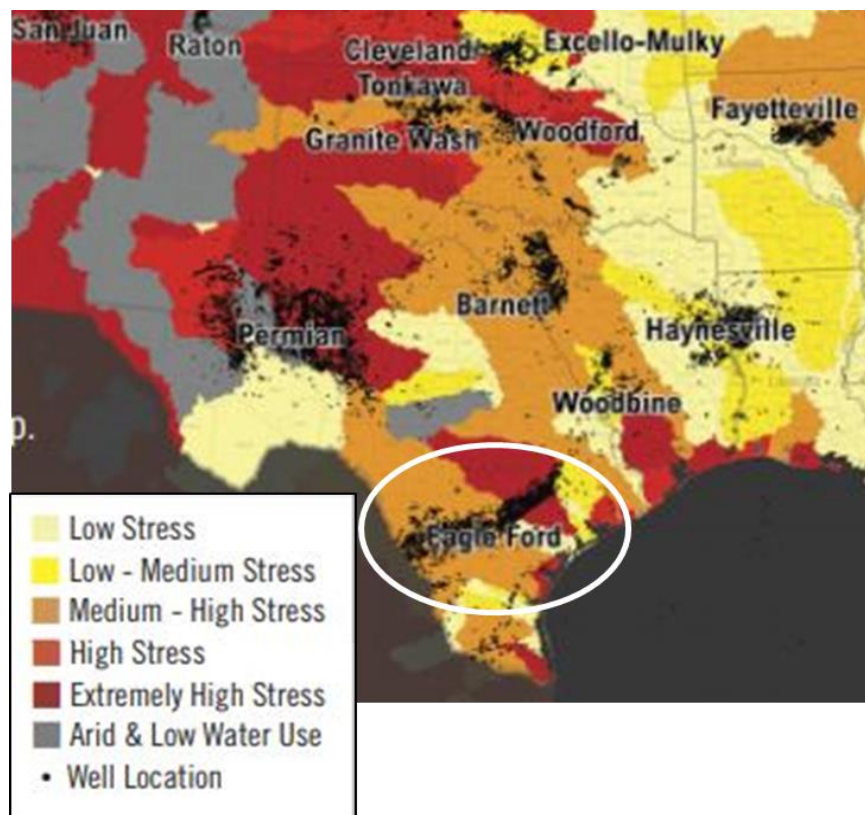 San Juan
Raton
Cleveland
Excello-Mulky
Tonkawa
Fayetteville
Granite Wash
Woodford
Permian
Barnett
Haynesville
Woodbine
p.
Eagle Ford
Low Stress
Low - Medium Stress
Medium - High Stress
High Stress
Extremely High Stress
Arid & Low Water Use
Well Location